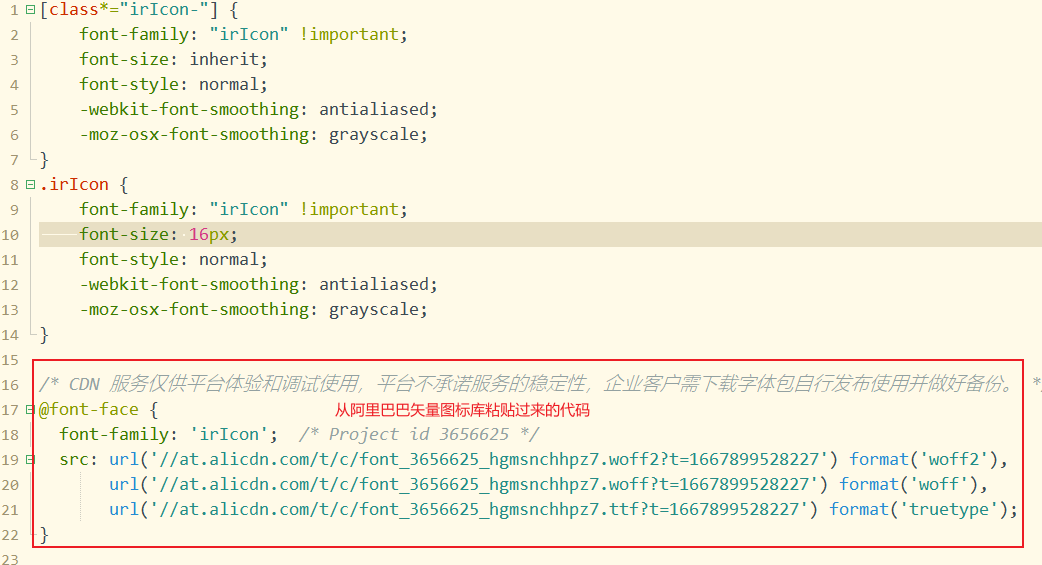 1 [class*="irIcon-"] {
2 font-family: "irIcon" !important;
3 font-size: inherit;
4 font-style: normal;
5 -webkit-font-smoothing: antialiased;
6 -moz-osx-font-smoothing: grayscale;
7 }
8 .irIcon {
9 font-family: "irIcon" !important;
10 font-size: 16px;
11 font-style: normal;
12 -webkit-font-smoothing: antialiased;
13 -moz-osx-font-smoothing: grayscale;
14 }
15
16 /* CDN 服务仅供平台体验和调试使用，平台不承诺服务的稳定性，企业客户需下载字体包自行发布使用并做好备份。 */
17 @font-face { 从阿里巴巴矢量图标库粘贴过来的代码
18 font-family: 'irIcon'; /* Project id 3656625 */
19 src: url('//at.alicdn.com/t/c/font_3656625_hgmsnchhpz7.woff2?t=1667899528227') format('woff2'),
20 url('//at.alicdn.com/t/c/font_3656625_hgmsnchhpz7.woff?t=1667899528227') format('woff'),
21 url('//at.alicdn.com/t/c/font_3656625_hgmsnchhpz7.ttf?t=1667899528227') format('truetype');
22 }
23